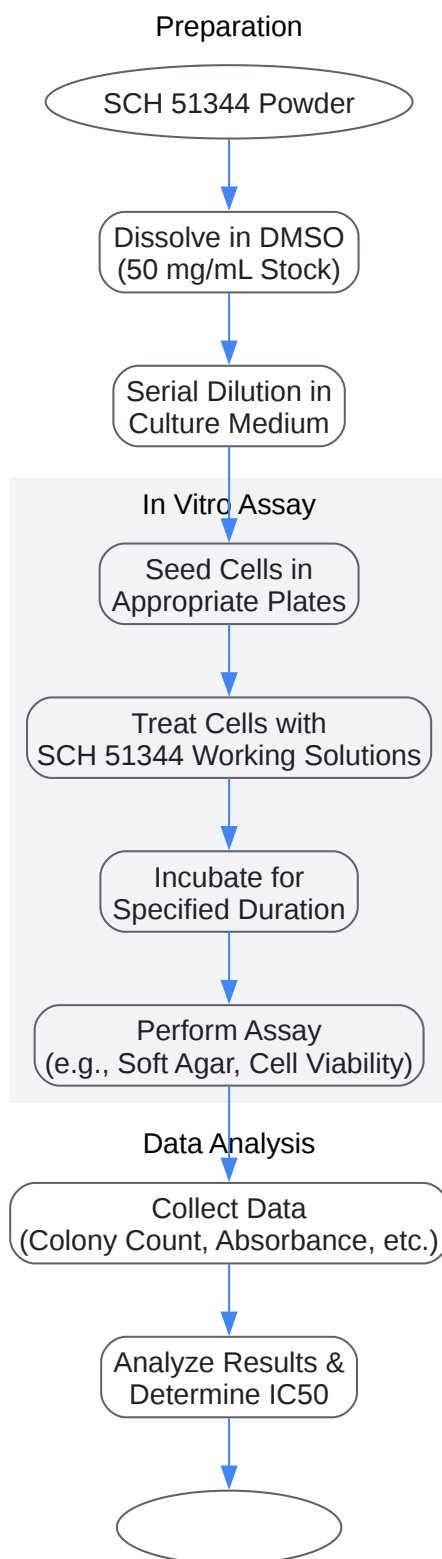 Preparation
SCH 51344 Powder
Dissolve in DMSO
(50 mg/mL Stock)
Serial Dilution in
Culture Medium
In Vitro Assay
Seed Cells in
Appropriate Plates
Treat Cells with
SCH 51344 Working Solutions
Incubate for
Specified Duration
Perform Assay
(e.g., Soft Agar, Cell Viability)
Data Analysis
Collect Data
(Colony Count, Absorbance, etc.)
Analyze Results &
Determine IC50